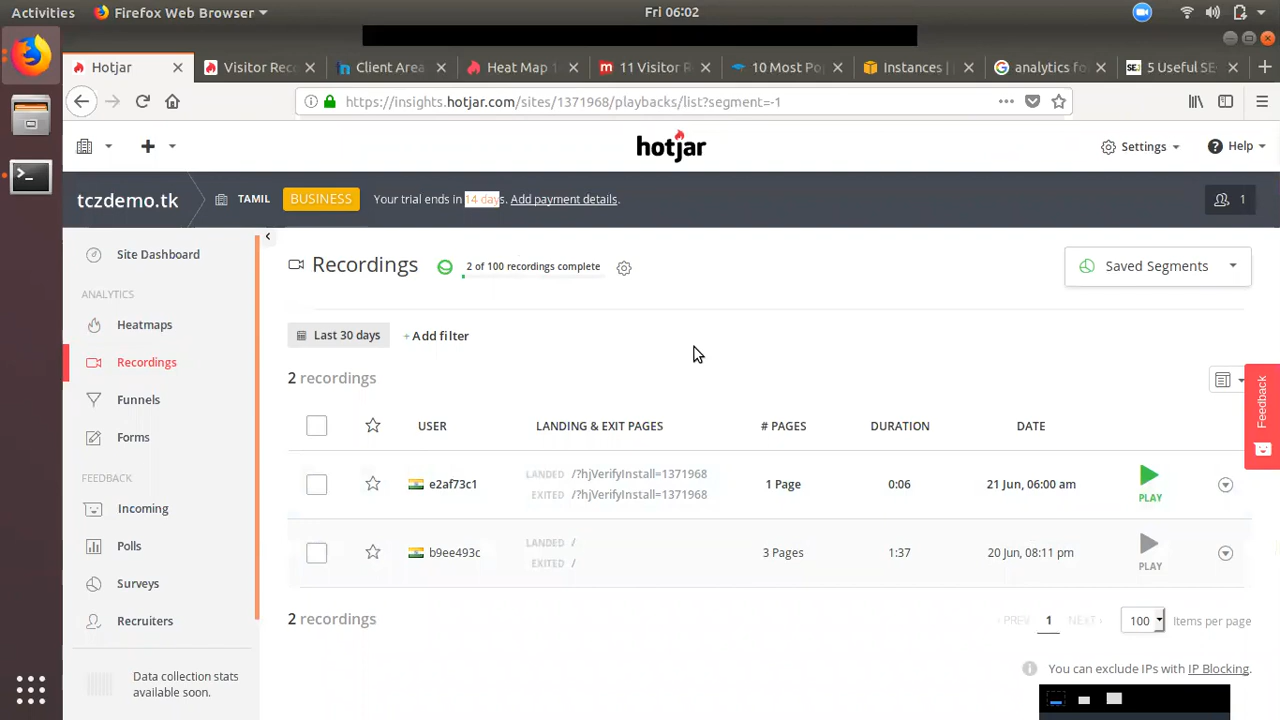 Activities Firefox Web Browser Fri 06:02
Hotjar Visitor Rec Client Area Heat Map 1 11 Visitor R 10 Most Po Instances | analytics fo 5 Useful SE
https://insights.hotjar.com/sites/1371968/playbacks/list?segment=-1
hotjar
Settings Help
tczdemo.tk TAMIL BUSINESS Your trial ends in 14 days. Add payment details. 1
Site Dashboard
ANALYTICS
Heatmaps
Recordings
Funnels
Forms
FEEDBACK
Incoming
Polls
Surveys
Recruiters
Data collection stats
available soon.
Recordings 2 of 100 recordings complete Saved Segments
Last 30 days + Add filter
2 recordings
USER LANDING & EXIT PAGES # PAGES DURATION DATE
e2af73c1 LANDED /?hjVerifyInstall=1371968 1 Page 0:06 21 Jun, 06:00 am PLAY
EXITED /?hjVerifyInstall=1371968
b9ee493c LANDED / 3 Pages 1:37 20 Jun, 08:11 pm PLAY
EXITED /
2 recordings ‹ PREV 1 NEXT › 100 items per page
You can exclude IPs with IP Blocking.
Feedback